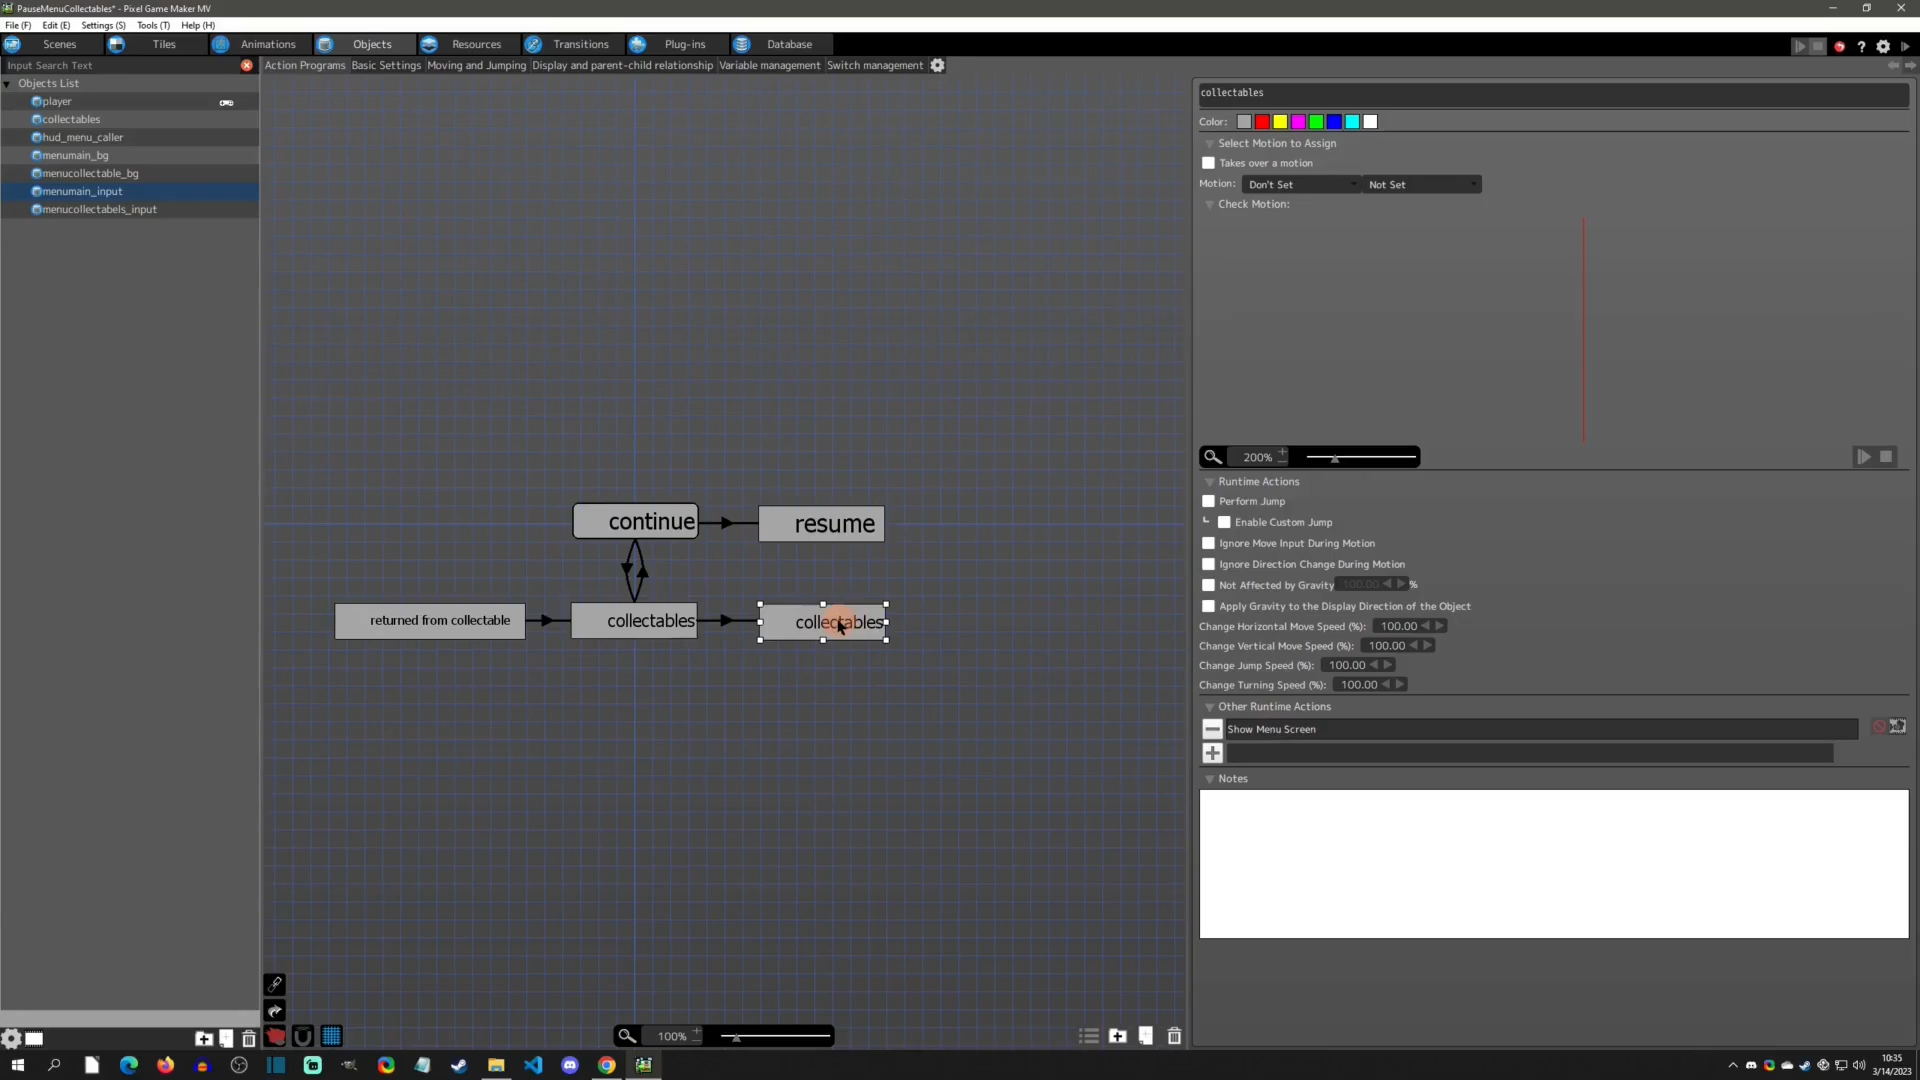 PauseMenuCollectables* - Pixel Game Maker MV
File (F) Edit (E) Settings (S) Tools (T) Help (H)
Scenes Tiles Animations Objects Resources Transitions Plug-ins Database
Input Search Text
Action Programs Basic Settings Moving and Jumping Display and parent-child relationship Variable management Switch management
Objects List
player
collectables
hud_menu_caller
menumain_bg
menucollectable_bg
menumain_input
menucollectabels_input
continue
resume
returned from collectable
collectables
collectables
100%
collectables
Color:
Select Motion to Assign
Takes over a motion
Motion: Don't Set Not Set
Check Motion:
200%
Runtime Actions
Perform Jump
Enable Custom Jump
Ignore Move Input During Motion
Ignore Direction Change During Motion
Not Affected by Gravity 100.00 %
Apply Gravity to the Display Direction of the Object
Change Horizontal Move Speed (%): 100.00
Change Vertical Move Speed (%): 100.00
Change Jump Speed (%): 100.00
Change Turning Speed (%): 100.00
Other Runtime Actions
Show Menu Screen
Notes
10:35
3/14/2023